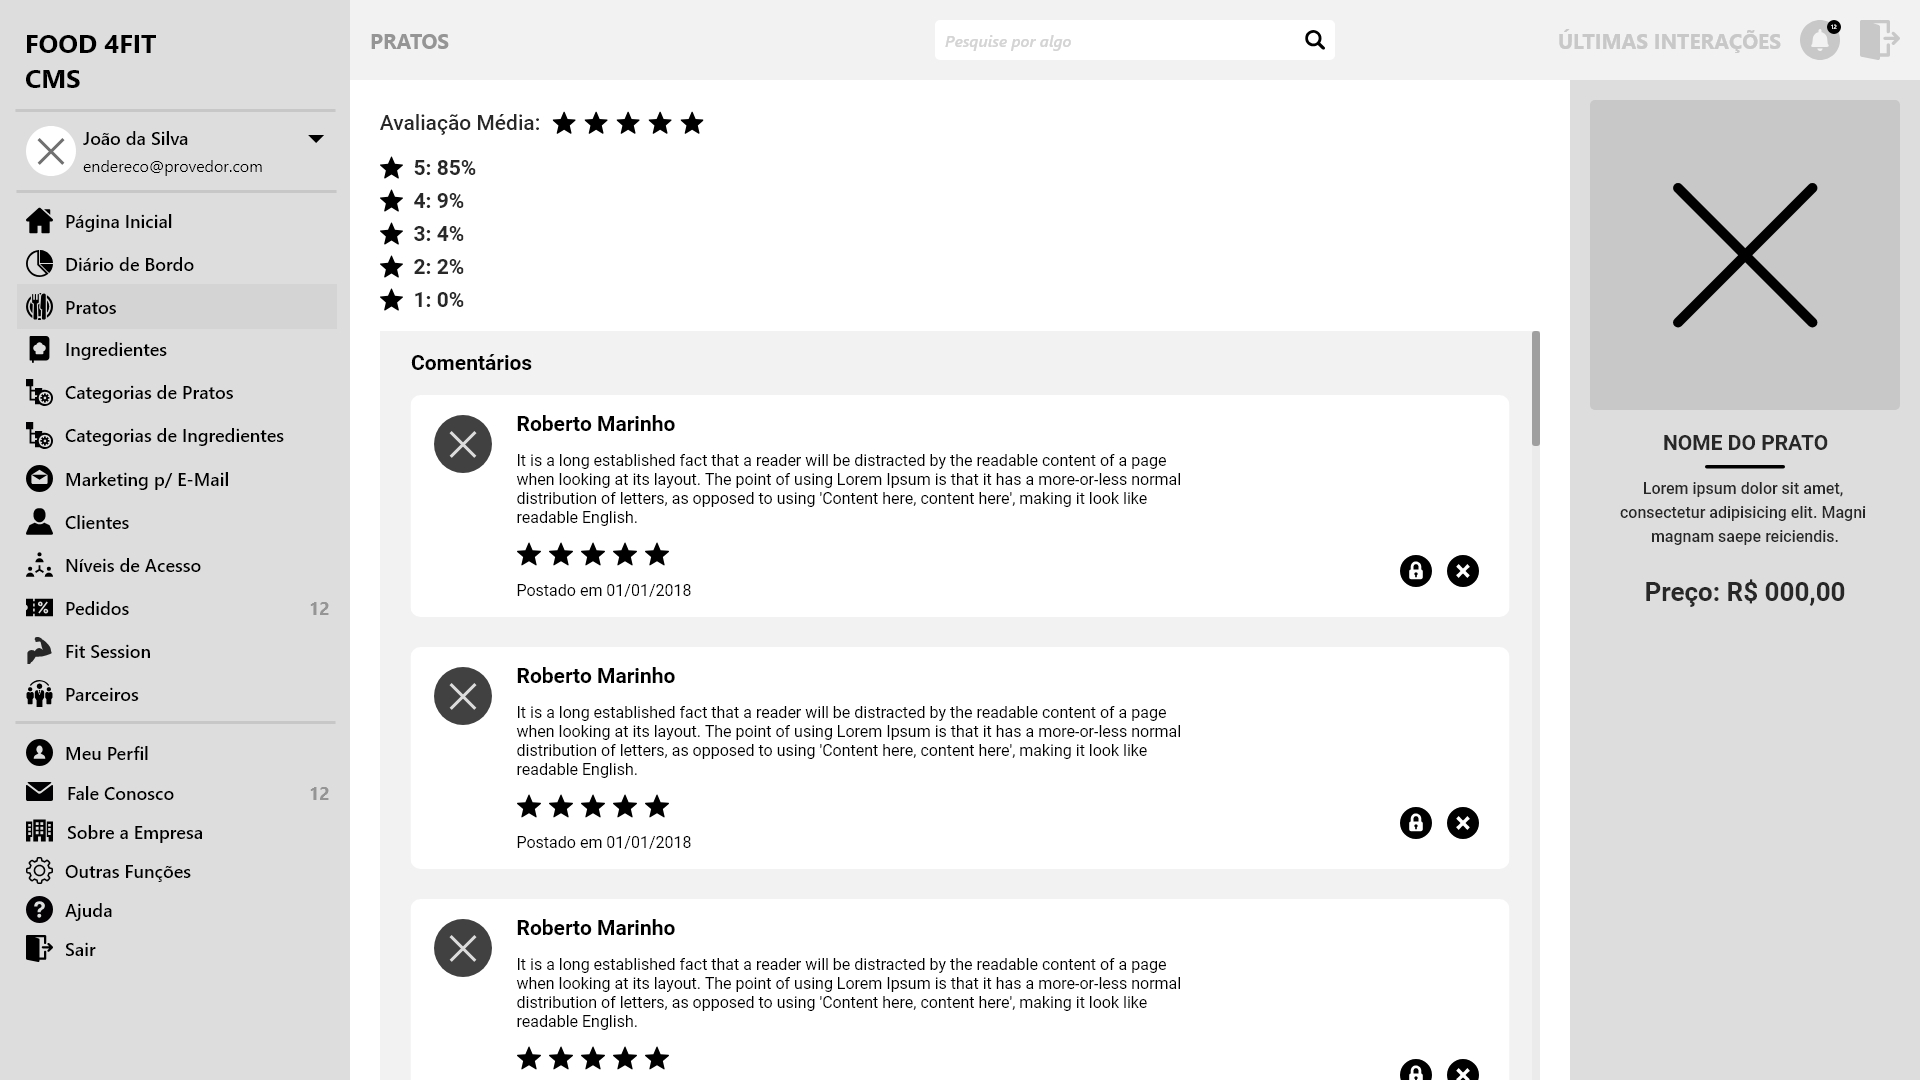 FOOD 4FIT
CMS
João da Silva
endereco@provedor.com
Página Inicial
Diário de Bordo
Pratos
Ingredientes
Categorias de Pratos
Categorias de Ingredientes
Marketing p/ E-Mail
Clientes
Níveis de Acesso
Pedidos 12
Fit Session
Parceiros
Meu Perfil
Fale Conosco 12
Sobre a Empresa
Outras Funções
Ajuda
Sair
PRATOS
Pesquise por algo
ÚLTIMAS INTERAÇÕES
12
Avaliação Média:
5: 85%
4: 9%
3: 4%
2: 2%
1: 0%
Comentários
Roberto Marinho
It is a long established fact that a reader will be distracted by the readable content of a page
when looking at its layout. The point of using Lorem Ipsum is that it has a more-or-less normal
distribution of letters, as opposed to using 'Content here, content here', making it look like
readable English.
Postado em 01/01/2018
Roberto Marinho
It is a long established fact that a reader will be distracted by the readable content of a page
when looking at its layout. The point of using Lorem Ipsum is that it has a more-or-less normal
distribution of letters, as opposed to using 'Content here, content here', making it look like
readable English.
Postado em 01/01/2018
Roberto Marinho
It is a long established fact that a reader will be distracted by the readable content of a page
when looking at its layout. The point of using Lorem Ipsum is that it has a more-or-less normal
distribution of letters, as opposed to using 'Content here, content here', making it look like
readable English.
NOME DO PRATO
Lorem ipsum dolor sit amet,
consectetur adipisicing elit. Magni
magnam saepe reiciendis.
Preço: R$ 000,00